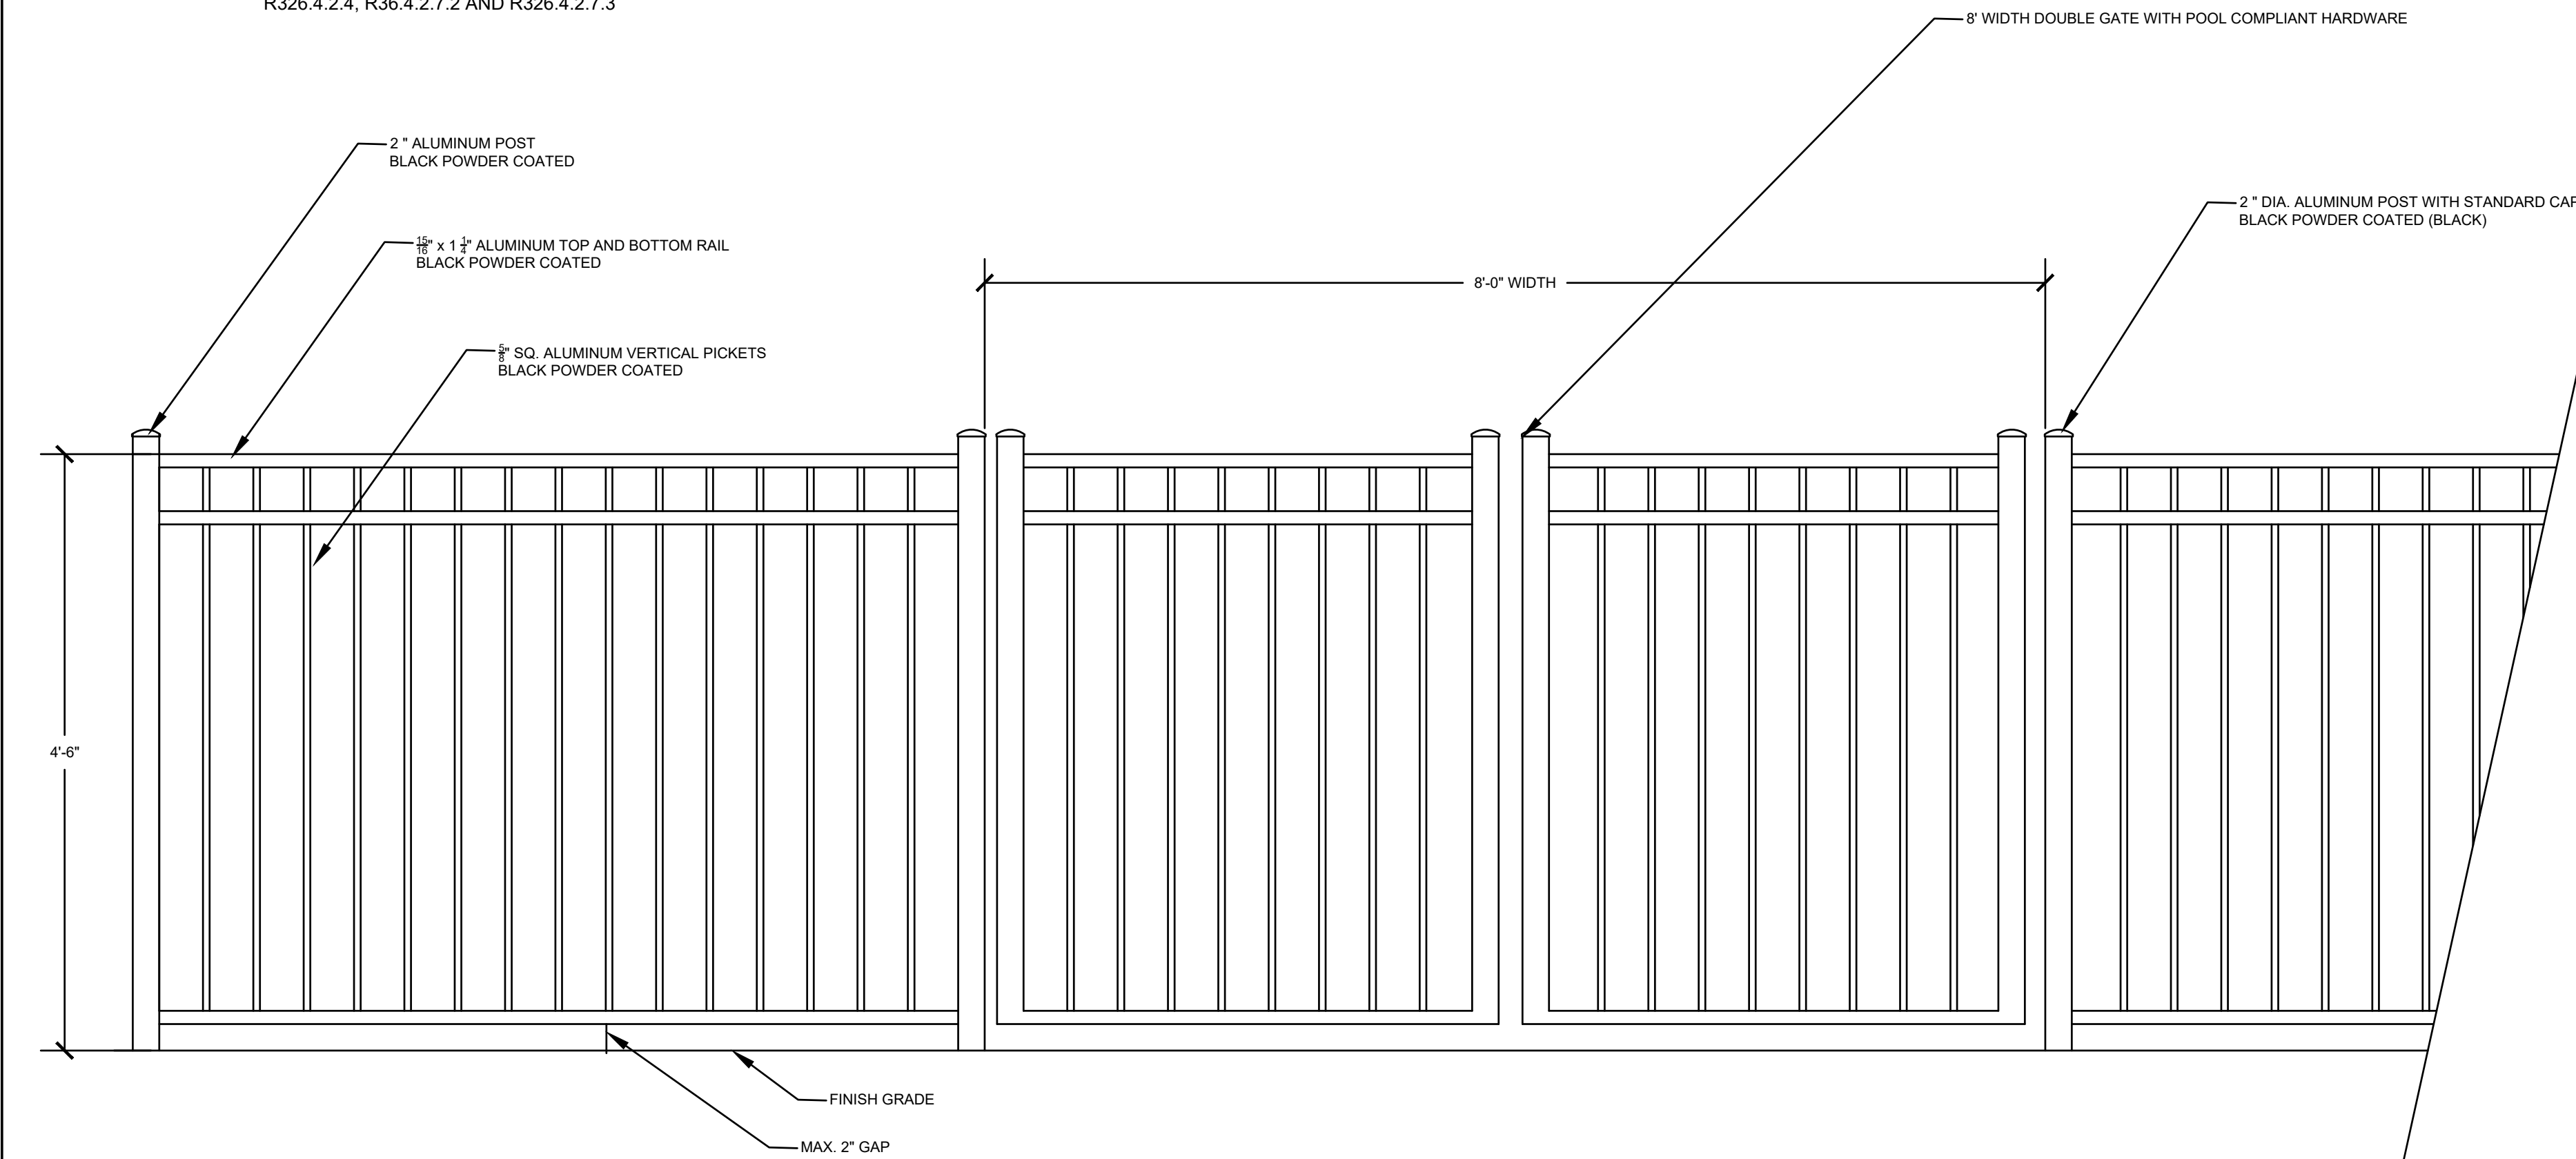 R326.4.2.4, R36.4.2.7.2 AND R326.4.2.7.3
8' WIDTH DOUBLE GATE WITH POOL COMPLIANT HARDWARE
2 " ALUMINUM POST
BLACK POWDER COATED
2 " DIA. ALUMINUM POST WITH STANDARD CAP
BLACK POWDER COATED (BLACK)
15/16" x 1 1/4" ALUMINUM TOP AND BOTTOM RAIL
BLACK POWDER COATED
8'-0" WIDTH
5/8" SQ. ALUMINUM VERTICAL PICKETS
BLACK POWDER COATED
4'-6"
FINISH GRADE
MAX. 2" GAP